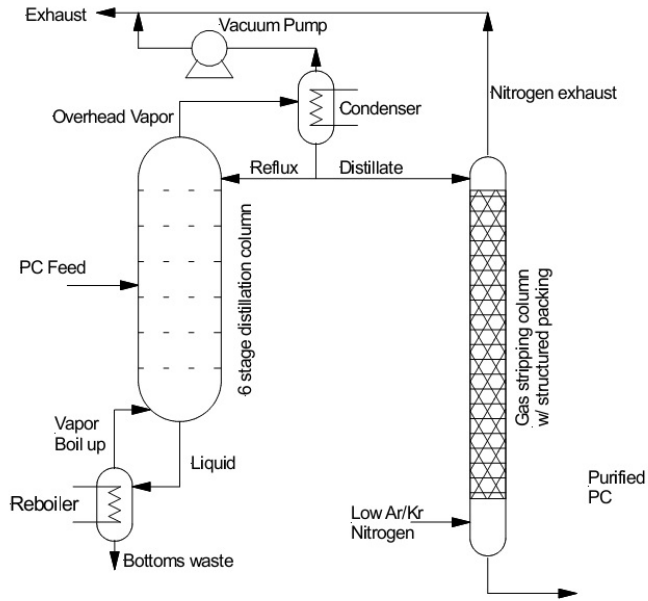 Exhaust
Vacuum Pump
Nitrogen exhaust
Overhead Vapor
Condenser
Reflux
Distillate
PC Feed
6 stage distillation column
Gas stripping column
w/ structured packing
Vapor
Boil up
Liquid
Reboiler
Bottoms waste
Low Ar/Kr
Nitrogen
Purified
PC